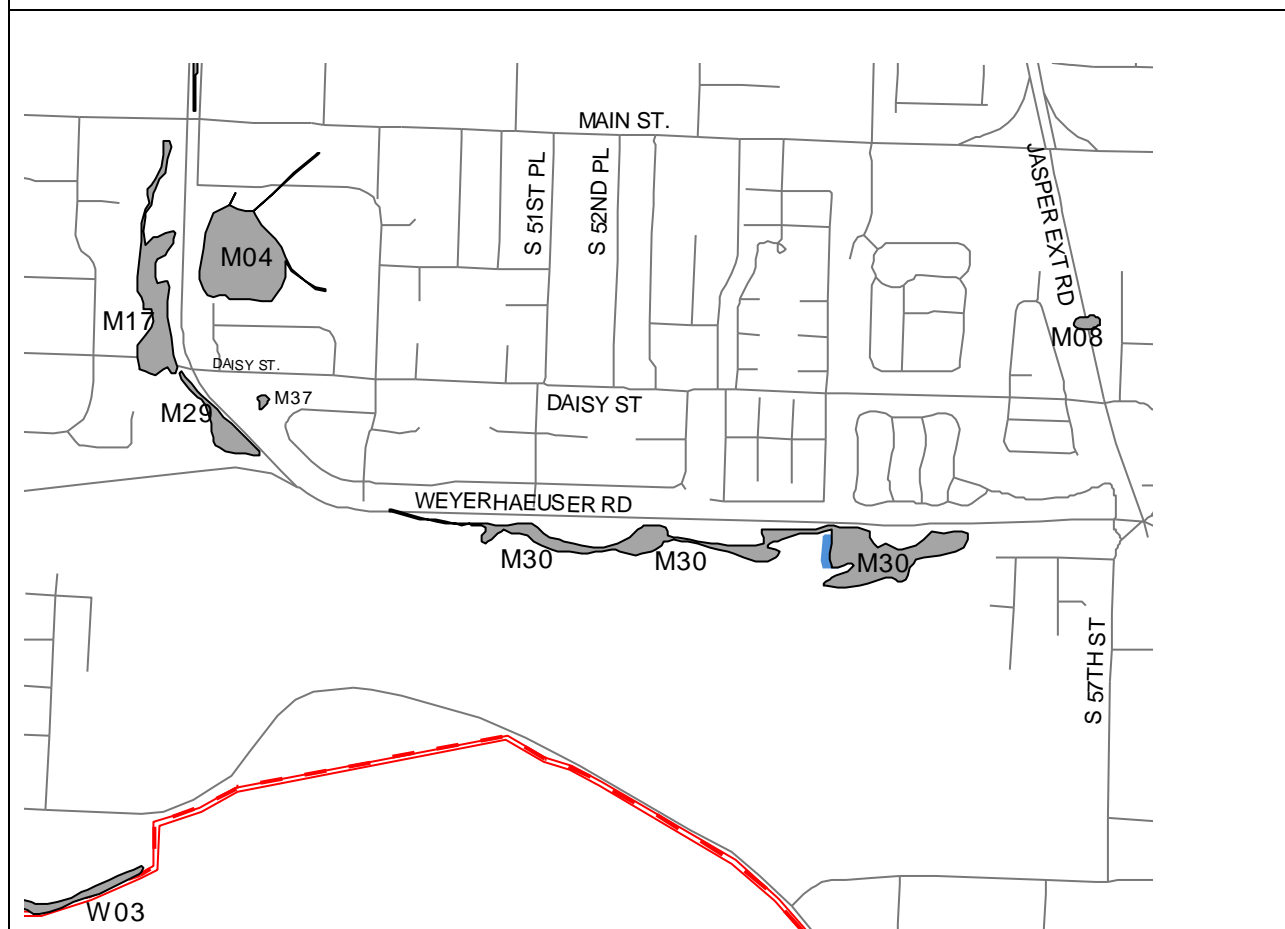 MAIN ST.
JASPER EXT RD
S 51ST PL
S 52ND PL
M04
M17
M08
DAISY ST.
M37
M29
DAISY ST
WEYERHAEUSER RD
M30
M30
M30
S 57TH ST
W03